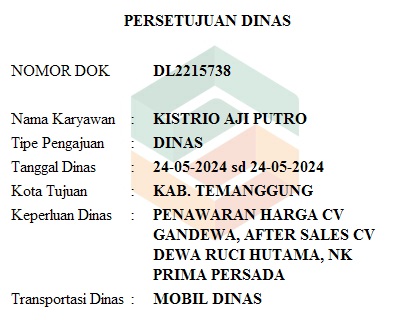 PERSETUJUAN DINAS
NOMOR DOK DL2215738
Nama Karyawan : KISTRIO AJI PUTRO
Tipe Pengajuan : DINAS
Tanggal Dinas : 24-05-2024 sd 24-05-2024
Kota Tujuan : KAB. TEMANGGUNG
Keperluan Dinas : PENAWARAN HARGA CV
GANDEWA, AFTER SALES CV
DEWA RUCI HUTAMA, NK
PRIMA PERSADA
Transportasi Dinas : MOBIL DINAS